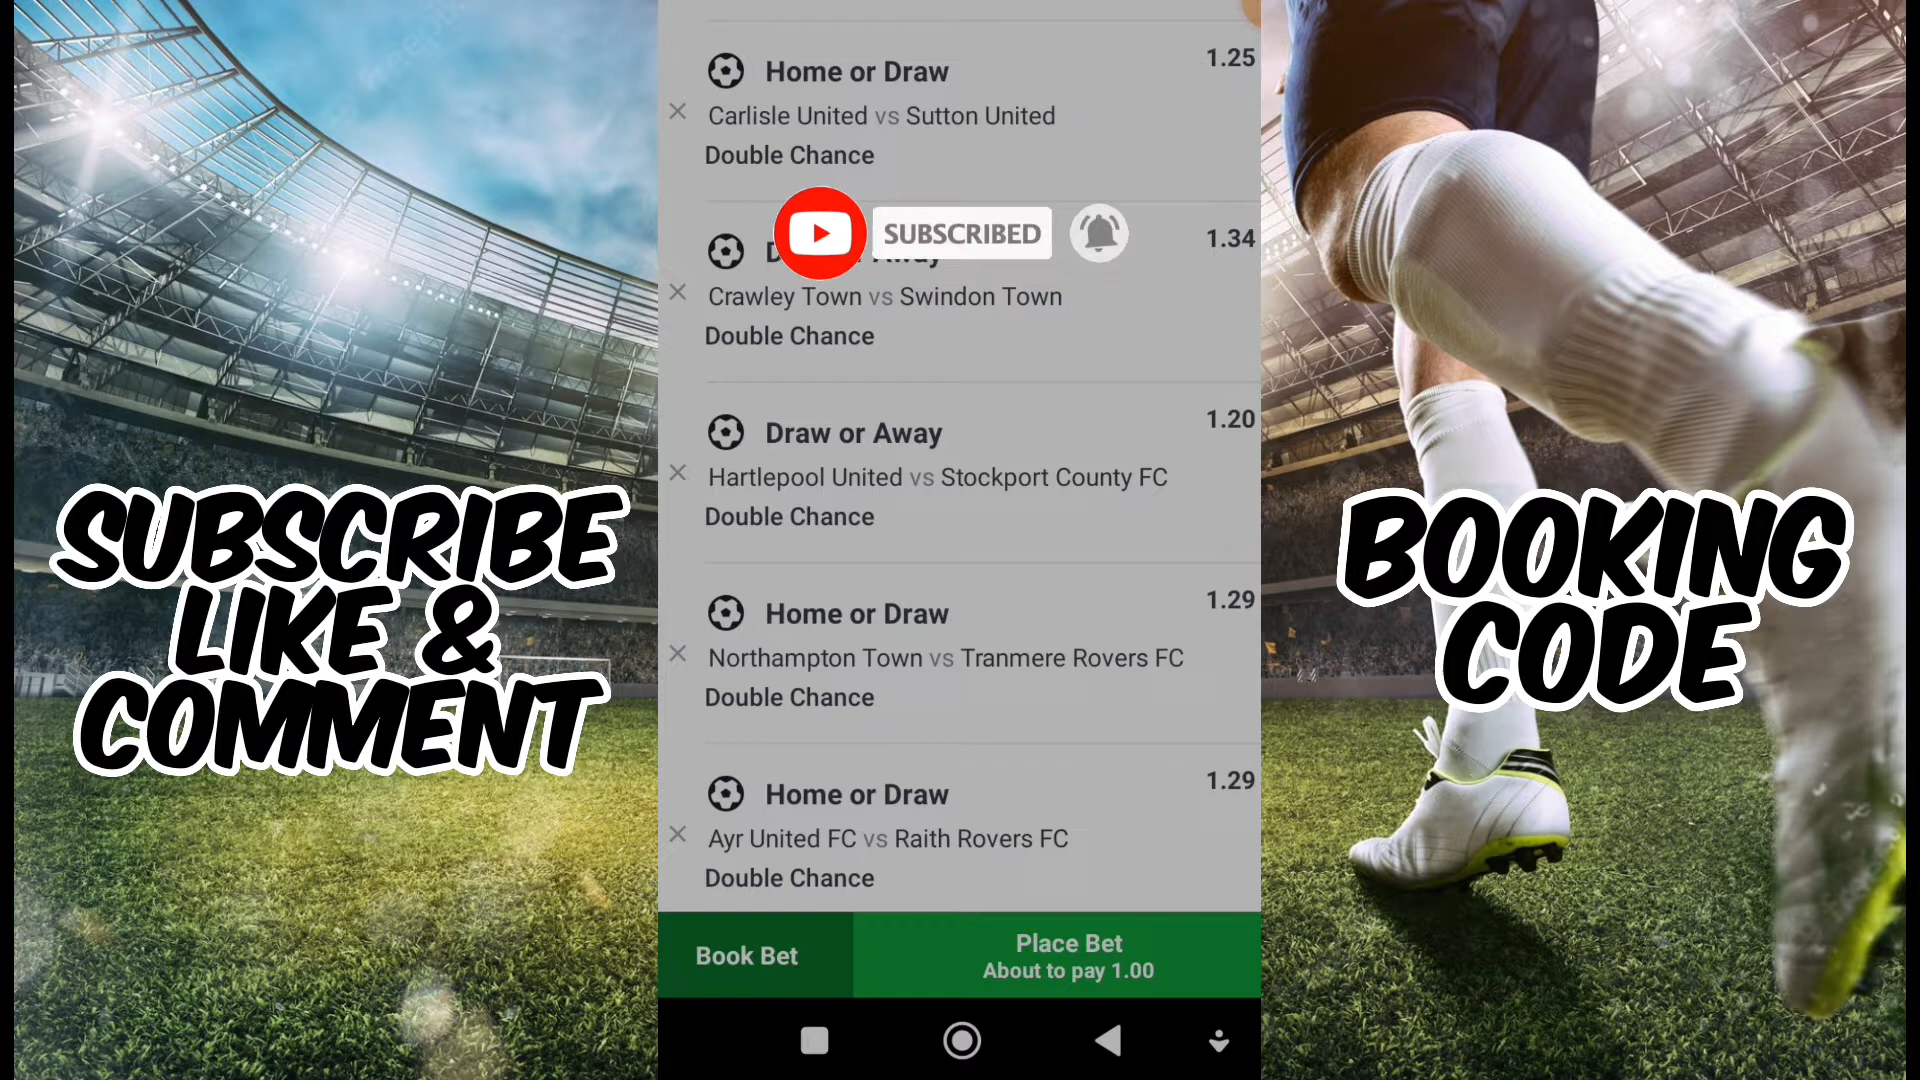 SUBSCRIBE
LIKE &
COMMENT
Home or Draw
1.25
Carlisle United vs Sutton United
Double Chance
SUBSCRIBED
1.34
Away
Crawley Town vs Swindon Town
Double Chance
Draw or Away
1.20
Hartlepool United vs Stockport County FC
Double Chance
Home or Draw
1.29
Northampton Town vs Tranmere Rovers FC
Double Chance
Home or Draw
1.29
Ayr United FC vs Raith Rovers FC
Double Chance
Book Bet
Place Bet
About to pay 1.00
BOOKING
CODE